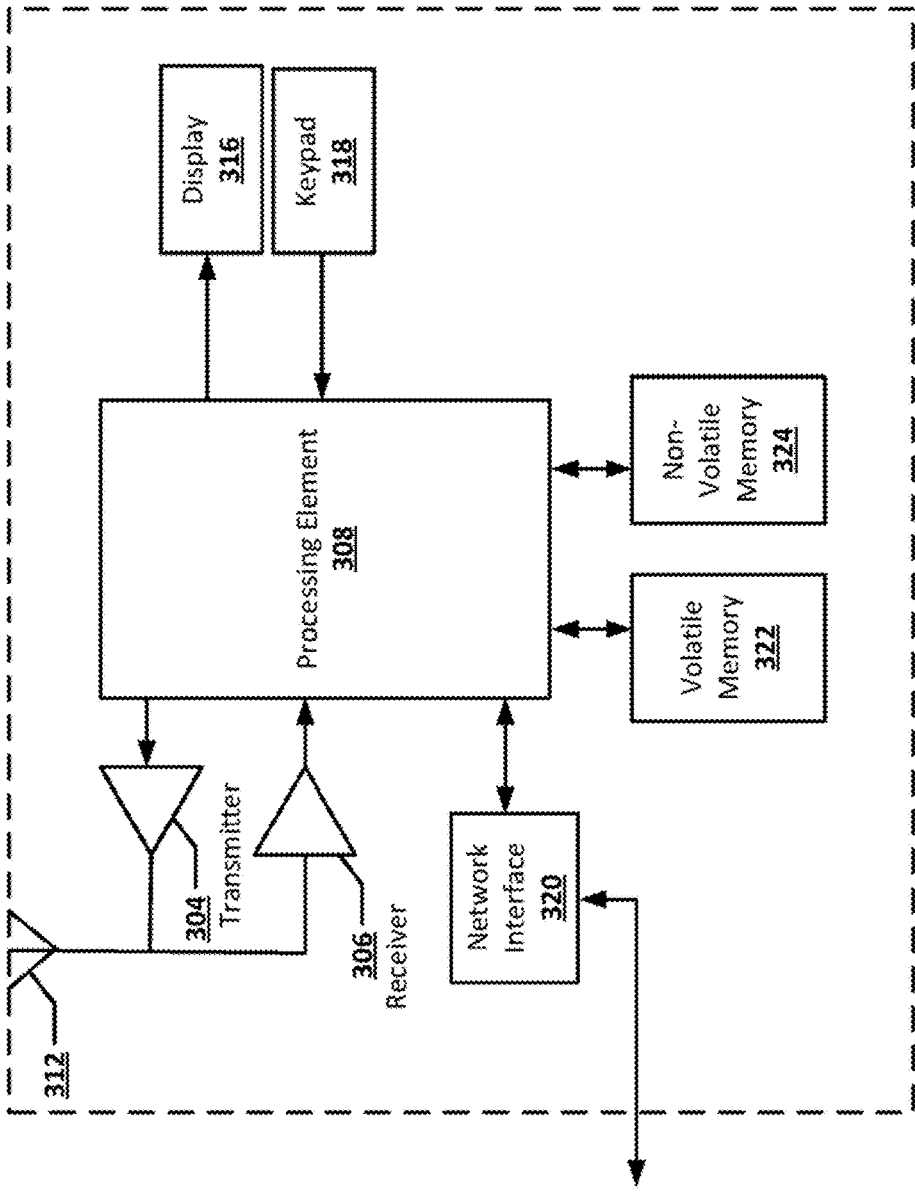 312
304
Transmitter
306
Receiver
Network
Interface
320
Processing Element
308
Display
316
Keypad
318
Volatile
Memory
322
Non-
Volatile
Memory
324